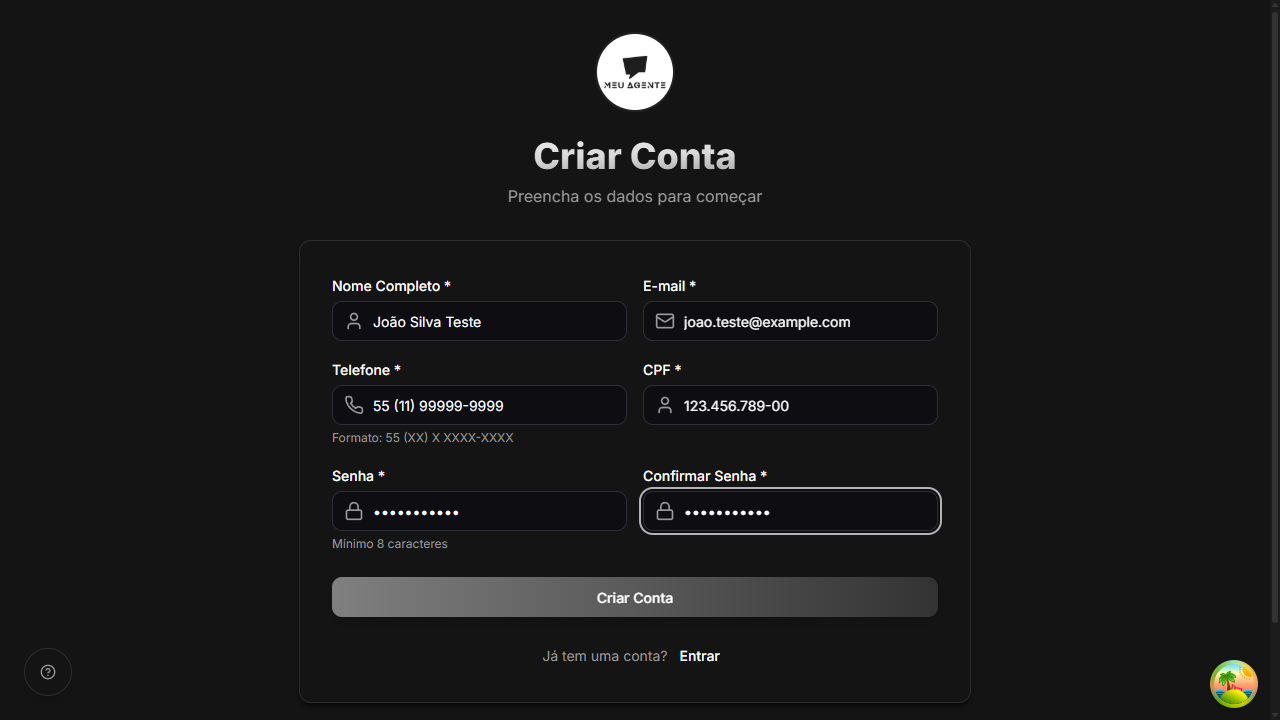 MEU AGENTE
Criar Conta
Preencha os dados para começar
Nome Completo *
E-mail *
João Silva Teste
joao.teste@example.com
Telefone *
CPF *
55 (11) 99999-9999
123.456.789-00
Formato: 55 (XX) X XXXX-XXXX
Senha *
Confirmar Senha *
•••••••••••
•••••••••••
Mínimo 8 caracteres
Criar Conta
Já tem uma conta? Entrar